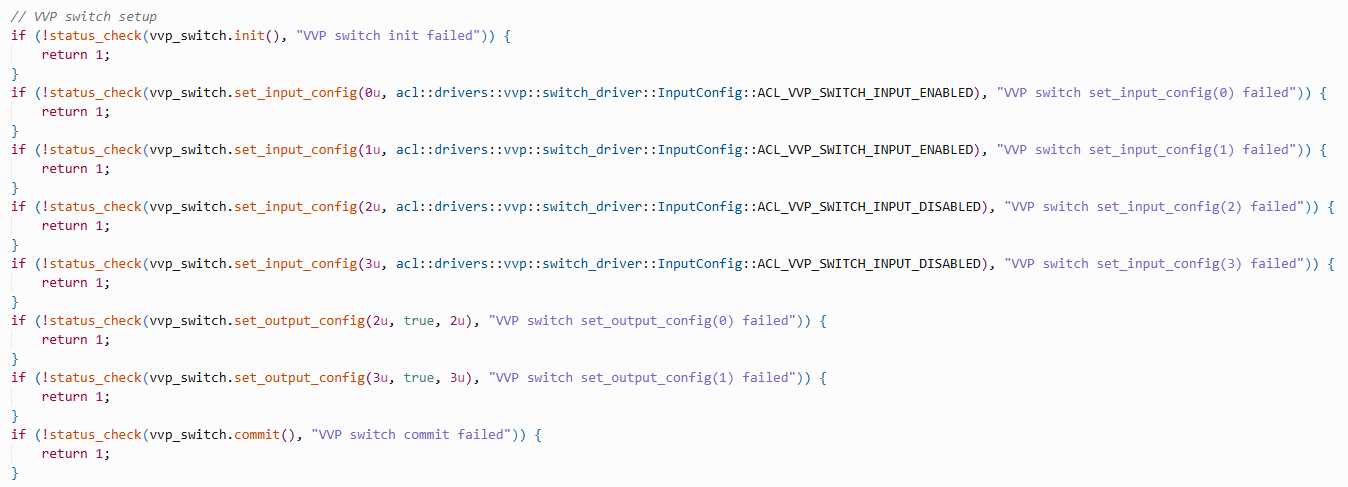 // VVP switch setup
if (!status_check(vvp_switch.init(), "VVP switch init failed")) {
    return 1;
}
if (!status_check(vvp_switch.set_input_config(0u, acl::drivers::vvp::switch_driver::InputConfig::ACL_VVP_SWITCH_INPUT_ENABLED), "VVP switch set_input_config(0) failed")) {
    return 1;
}
if (!status_check(vvp_switch.set_input_config(1u, acl::drivers::vvp::switch_driver::InputConfig::ACL_VVP_SWITCH_INPUT_ENABLED), "VVP switch set_input_config(1) failed")) {
    return 1;
}
if (!status_check(vvp_switch.set_input_config(2u, acl::drivers::vvp::switch_driver::InputConfig::ACL_VVP_SWITCH_INPUT_DISABLED), "VVP switch set_input_config(2) failed")) {
    return 1;
}
if (!status_check(vvp_switch.set_input_config(3u, acl::drivers::vvp::switch_driver::InputConfig::ACL_VVP_SWITCH_INPUT_DISABLED), "VVP switch set_input_config(3) failed")) {
    return 1;
}
if (!status_check(vvp_switch.set_output_config(2u, true, 2u), "VVP switch set_output_config(0) failed")) {
    return 1;
}
if (!status_check(vvp_switch.set_output_config(3u, true, 3u), "VVP switch set_output_config(1) failed")) {
    return 1;
}
if (!status_check(vvp_switch.commit(), "VVP switch commit failed")) {
    return 1;
}